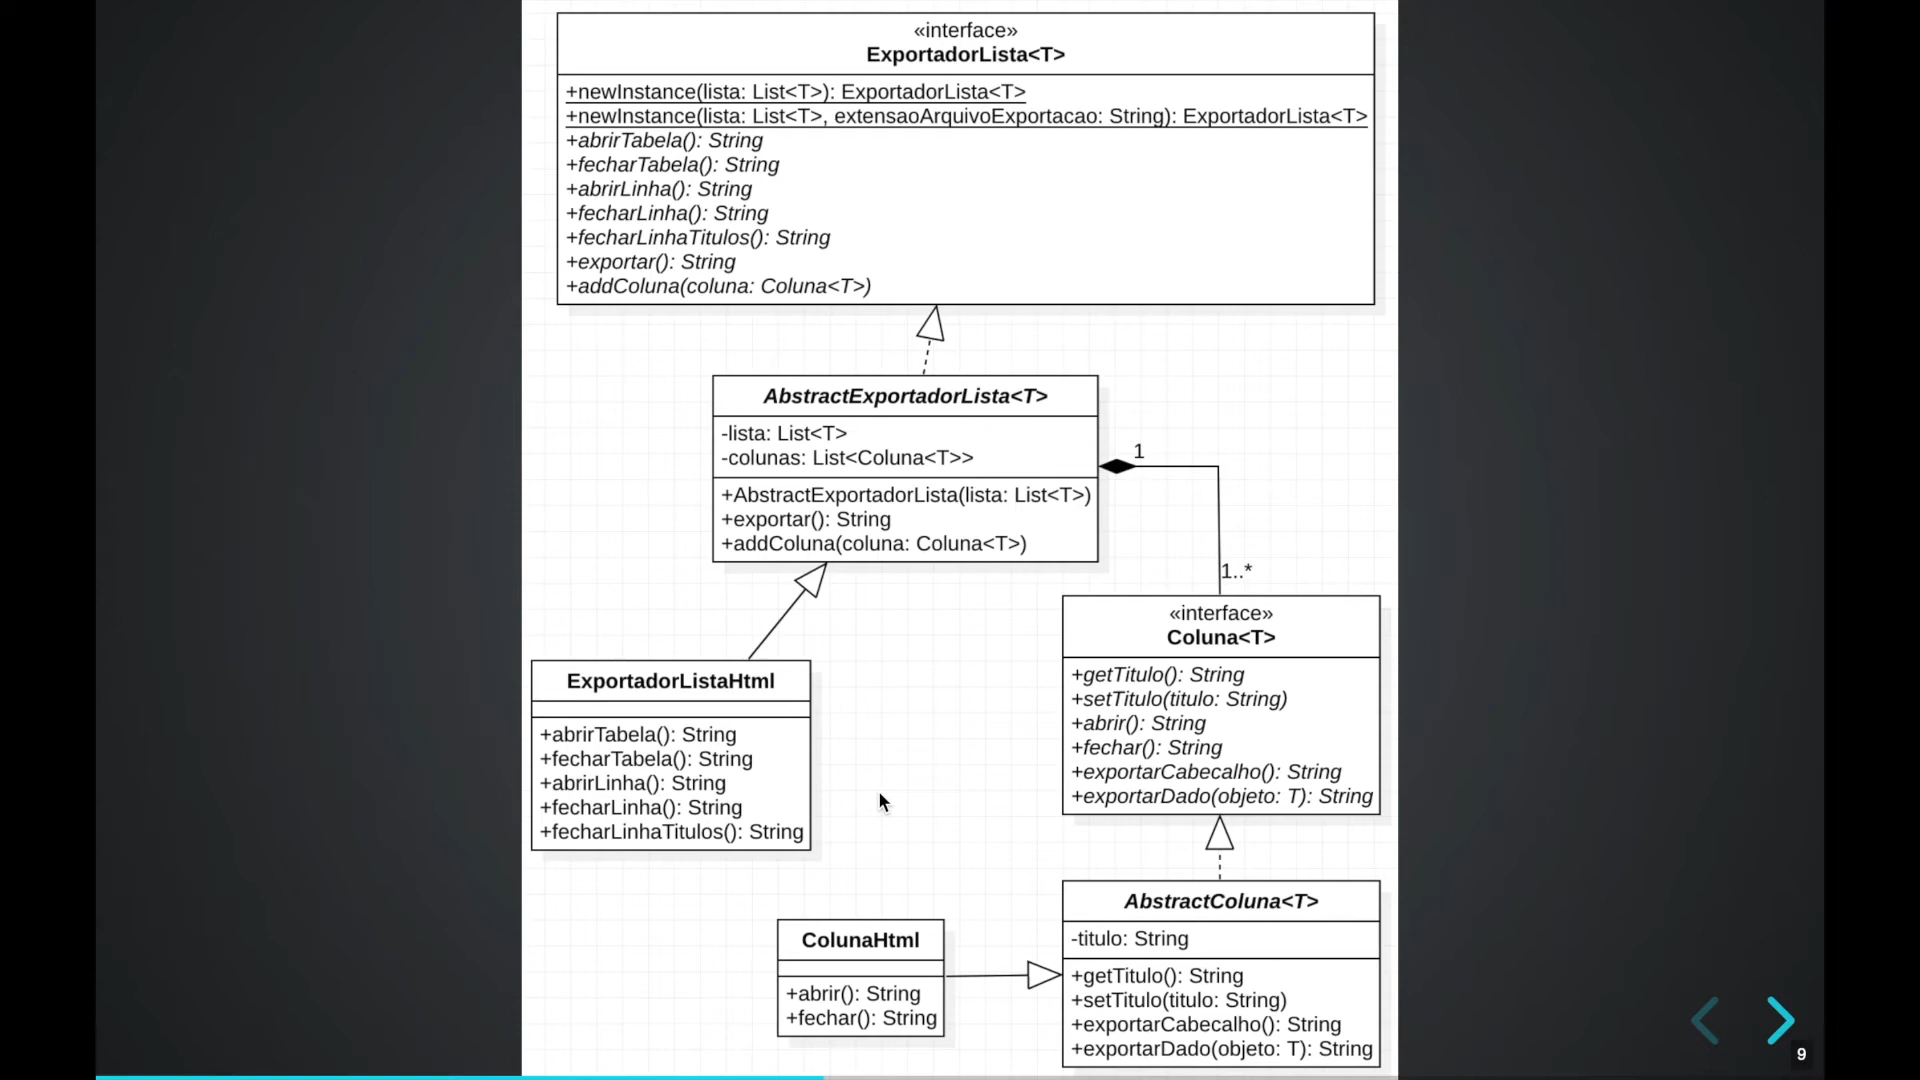 «interface»
ExportadorLista<T>
+newInstance(lista: List<T>): ExportadorLista<T>
+newInstance(lista: List<T>, extensaoArquivoExportacao: String): ExportadorLista<T>
+abrirTabela(): String
+fecharTabela(): String
+abrirLinha(): String
+fecharLinha(): String
+fecharLinhaTitulos(): String
+exportar(): String
+addColuna(coluna: Coluna<T>)
AbstractExportadorLista<T>
-lista: List<T>
-colunas: List<Coluna<T>>
+AbstractExportadorLista(lista: List<T>)
+exportar(): String
+addColuna(coluna: Coluna<T>)
1
1..*
«interface»
Coluna<T>
+getTitulo(): String
+setTitulo(titulo: String)
+abrir(): String
+fechar(): String
+exportarCabecalho(): String
+exportarDado(objeto: T): String
ExportadorListaHtml
+abrirTabela(): String
+fecharTabela(): String
+abrirLinha(): String
+fecharLinha(): String
+fecharLinhaTitulos(): String
ColunaHtml
+abrir(): String
+fechar(): String
AbstractColuna<T>
-titulo: String
+getTitulo(): String
+setTitulo(titulo: String)
+exportarCabecalho(): String
+exportarDado(objeto: T): String
9